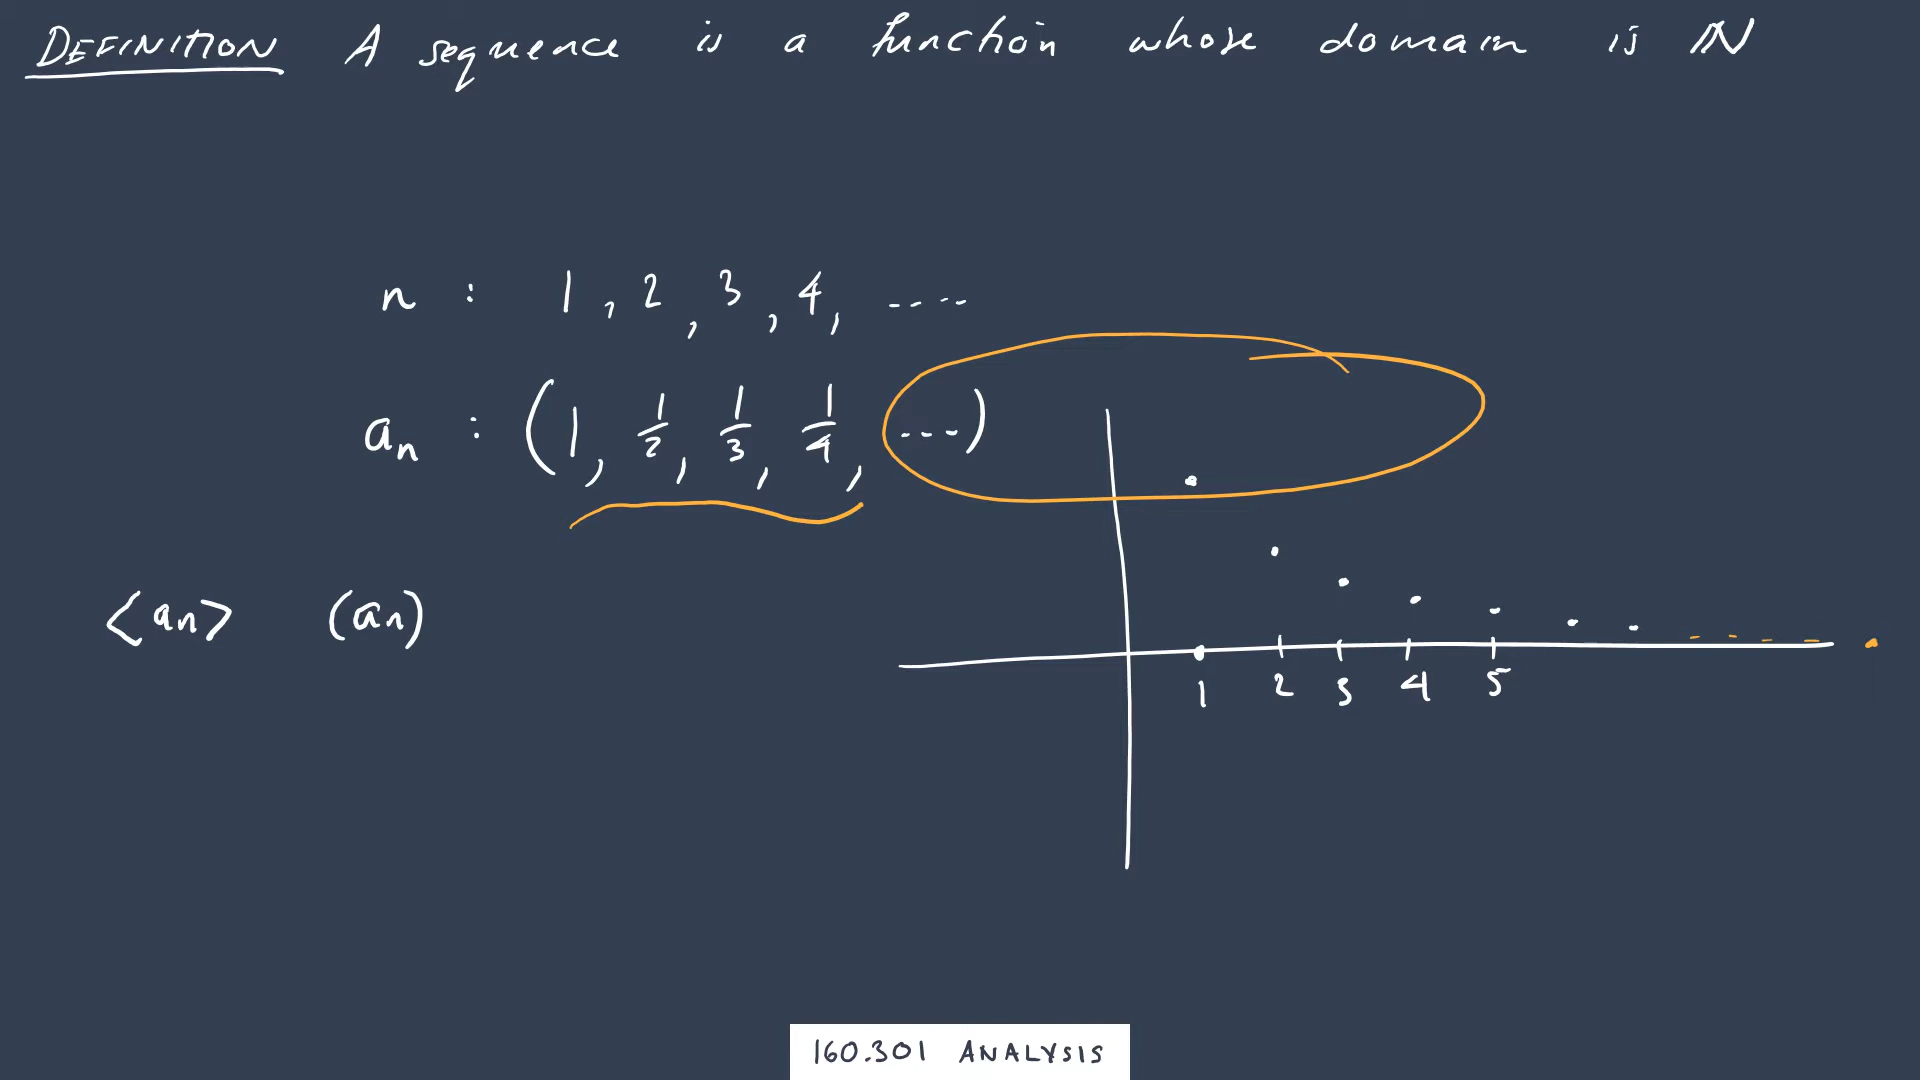 DEFINITION A sequence is a function whose domain is ℕ
n : 1, 2, 3, 4, ....
aₙ : (1, 1/2, 1/3, 1/4, ...)
<aₙ> (aₙ)
1 2 3 4 5
160.301 ANALYSIS